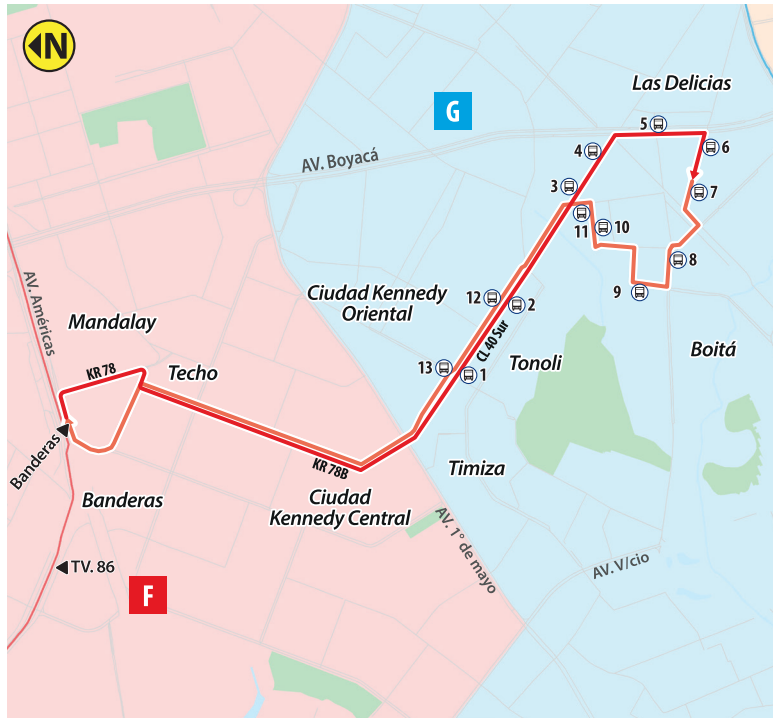 N
Las Delicias
G
5
6
4
AV. Boyacá
3
7
11
10
8
AV. Américas
Ciudad Kennedy
Oriental
12
2
9
Mandalay
CL 40 Sur
Boitá
Tonoli
KR 78
Techo
13
1
Banderas
KR 78B
Timiza
Banderas
Ciudad
Kennedy Central
AV. 1° de mayo
TV. 86
AV. V/cio
F